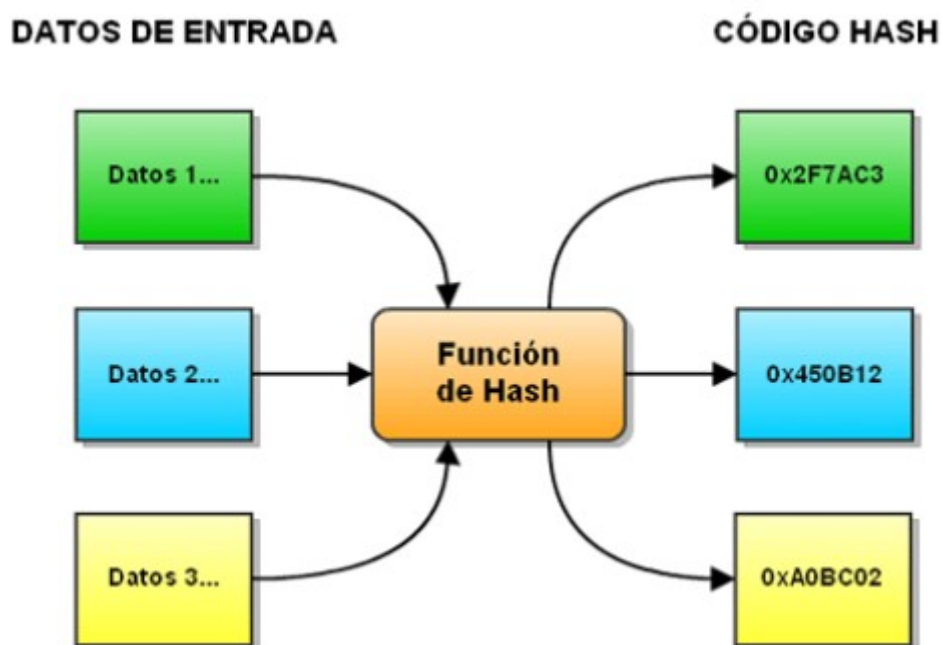 DATOS DE ENTRADA
CÓDIGO HASH
Datos 1...
0x2F7AC3
Datos 2...
Función
de Hash
0x450B12
Datos 3...
0xA0BC02